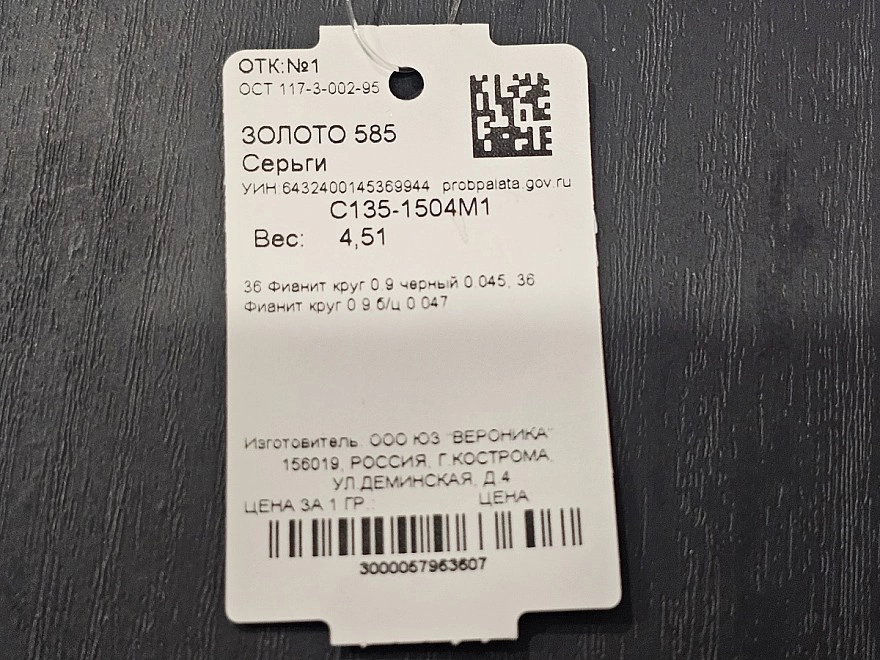 ОТК:№1
ОСТ 117-3-002-95
ЗОЛОТО 585
Серьги
УИН:6432400145369944 probpalata.gov.ru
С135-1504М1
Вес: 4,51
36 Фианит круг 0.9 черный 0.045, 36
Фианит круг 0.9 б/ц 0.047
Изготовитель: ООО ЮЗ "ВЕРОНИКА"
156019, РОССИЯ, Г.КОСТРОМА,
УЛ.ДЕМИНСКАЯ, Д.4
ЦЕНА ЗА 1 ГР.: ЦЕНА
3000057963607